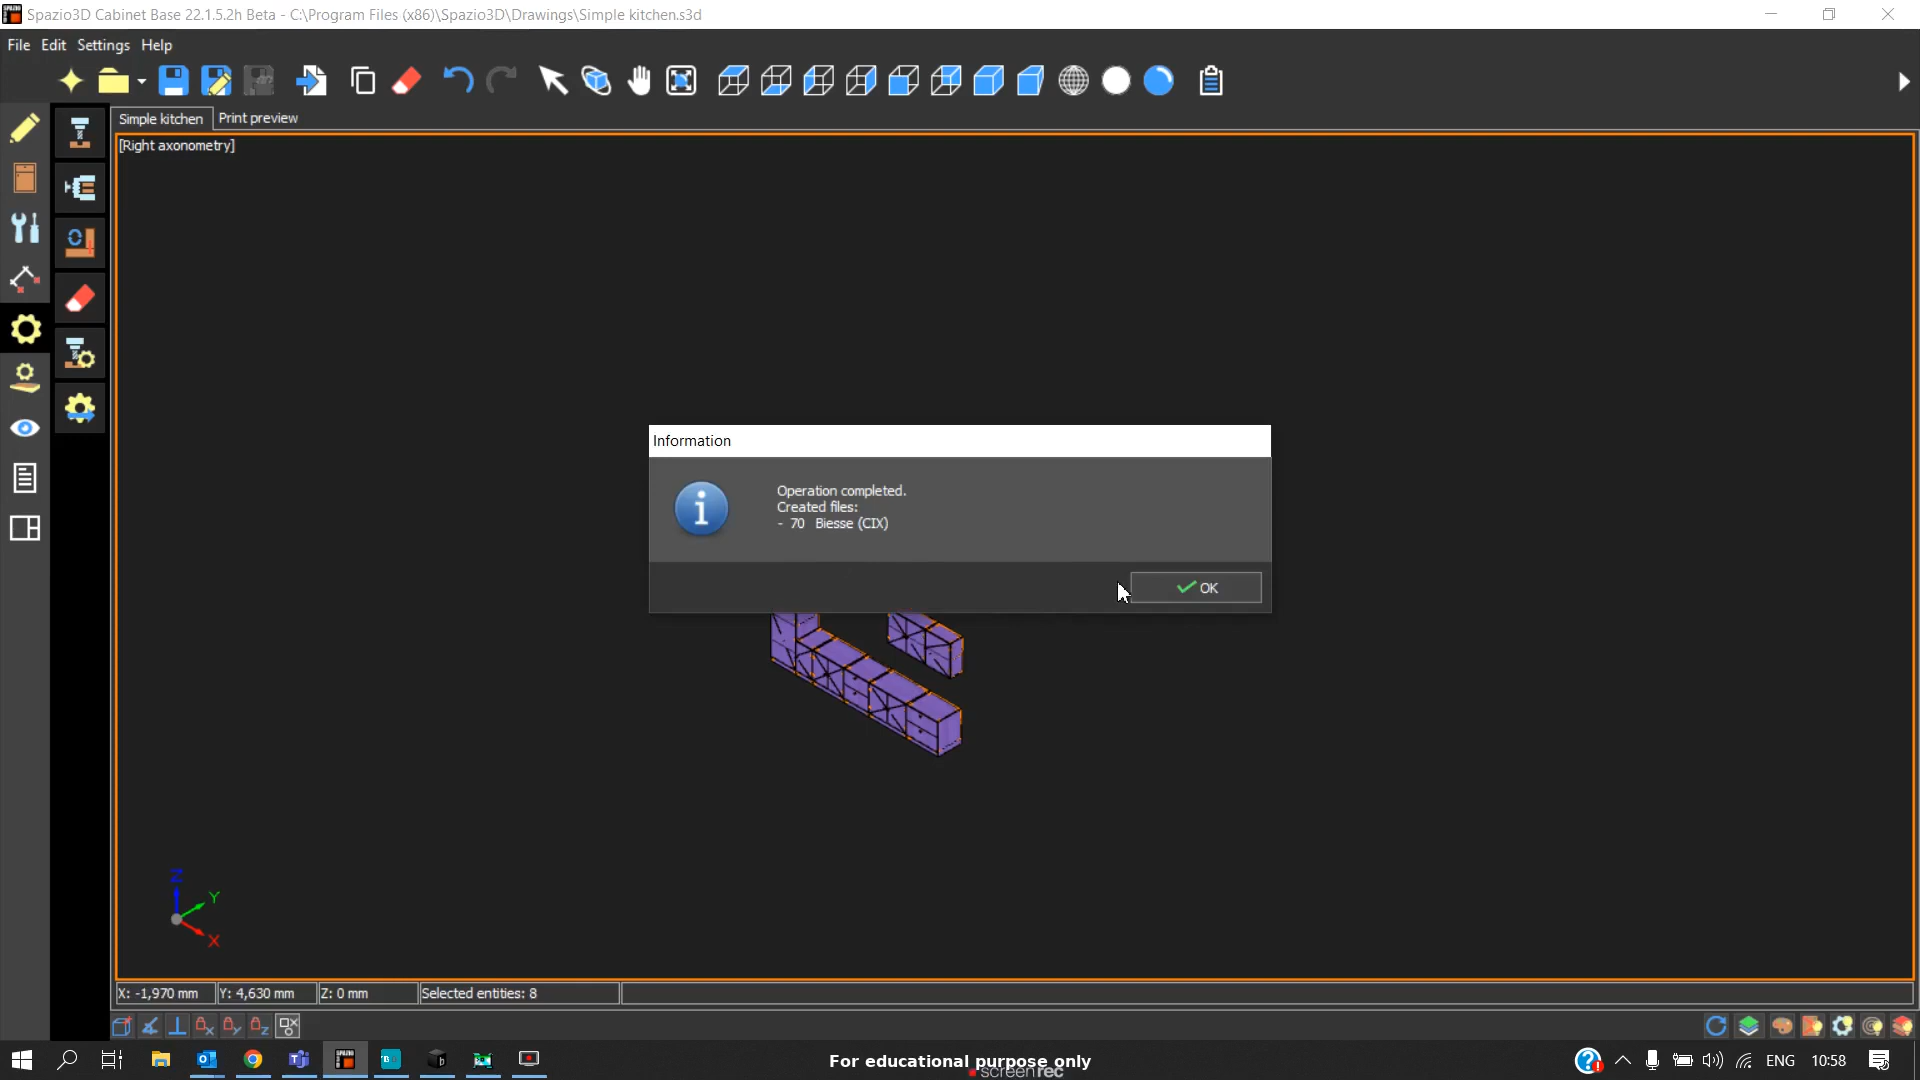 Spazio3D Cabinet Base 22.1.5.2h Beta - C:\Program Files (x86)\Spazio3D\Drawings\Simple kitchen.s3d
File Edit Settings Help
Simple kitchen Print preview
[Right axonometry]
Information
Operation completed.
Created files:
- 70 Biesse (CIX)
OK
Z
Y
X
X: -1,970 mm Y: 4,630 mm Z: 0 mm Selected entities: 8
For educational purpose only
screenrec
ENG 10:58